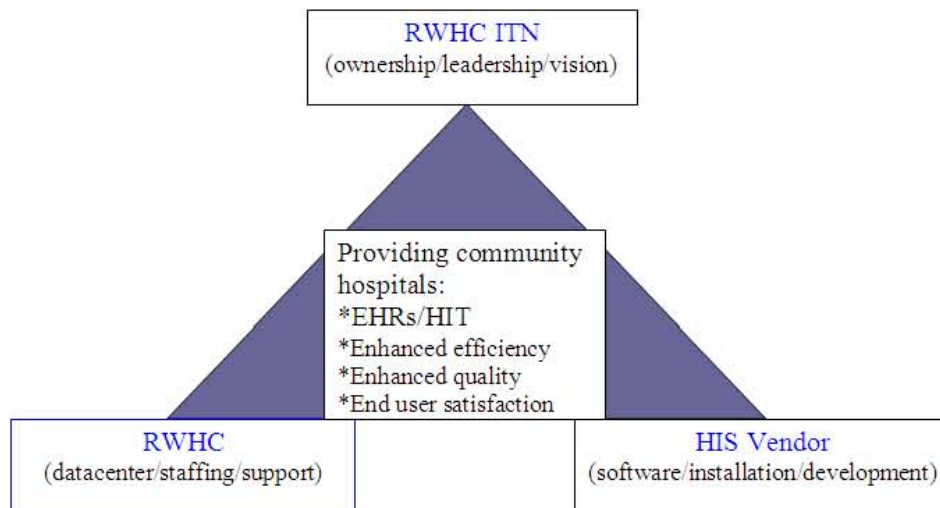 RWHC ITN
(ownership/leadership/vision)
Providing community
hospitals:
*EHRs/HIT
*Enhanced efficiency
*Enhanced quality
*End user satisfaction
RWHC
(datacenter/staffing/support)
HIS Vendor
(software/installation/development)